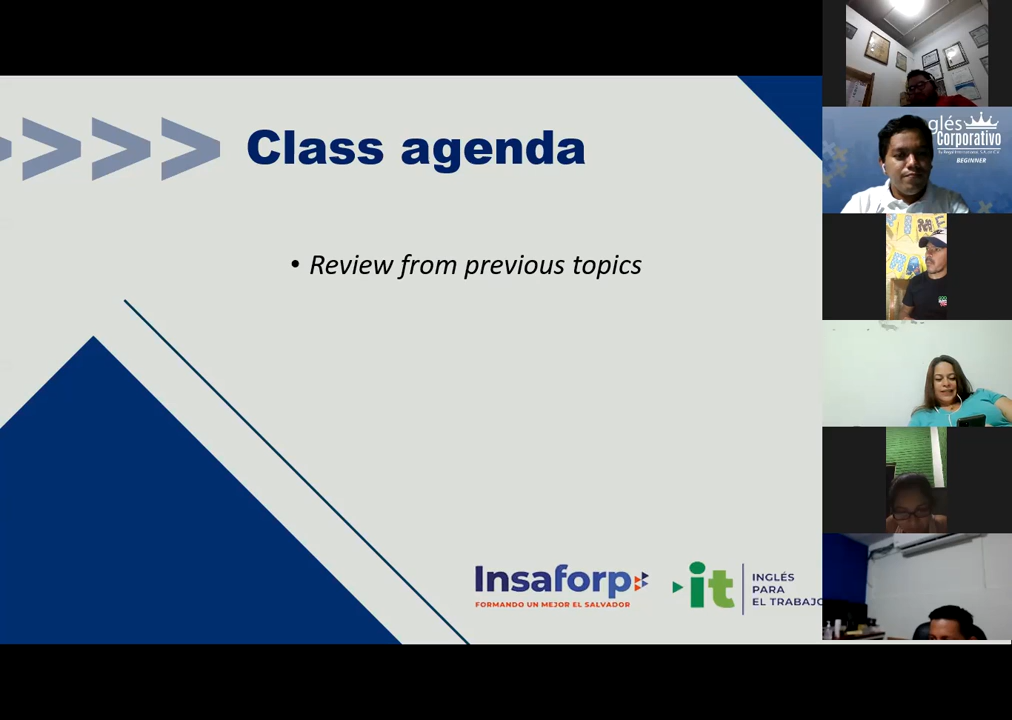 Class agenda
• Review from previous topics
Insaforp
FORMANDO UN MEJOR EL SALVADOR
it
INGLÉS
PARA
EL TRABAJO
glés
Corporativo
BEGINNER